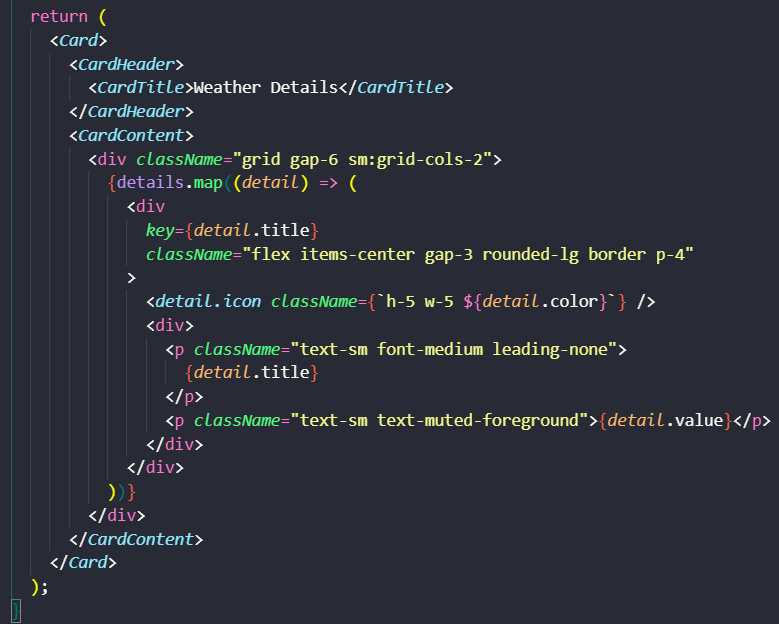 return (
<Card>
<CardHeader>
<CardTitle>Weather Details</CardTitle>
</CardHeader>
<CardContent>
<div className="grid gap-6 sm:grid-cols-2">
{details.map((detail) => (
<div
key={detail.title}
className="flex items-center gap-3 rounded-lg border p-4"
>
<detail.icon className={`h-5 w-5 ${detail.color}`} />
<div>
<p className="text-sm font-medium leading-none">
{detail.title}
</p>
<p className="text-sm text-muted-foreground">{detail.value}</p>
</div>
</div>
))}
</div>
</CardContent>
</Card>
);
}